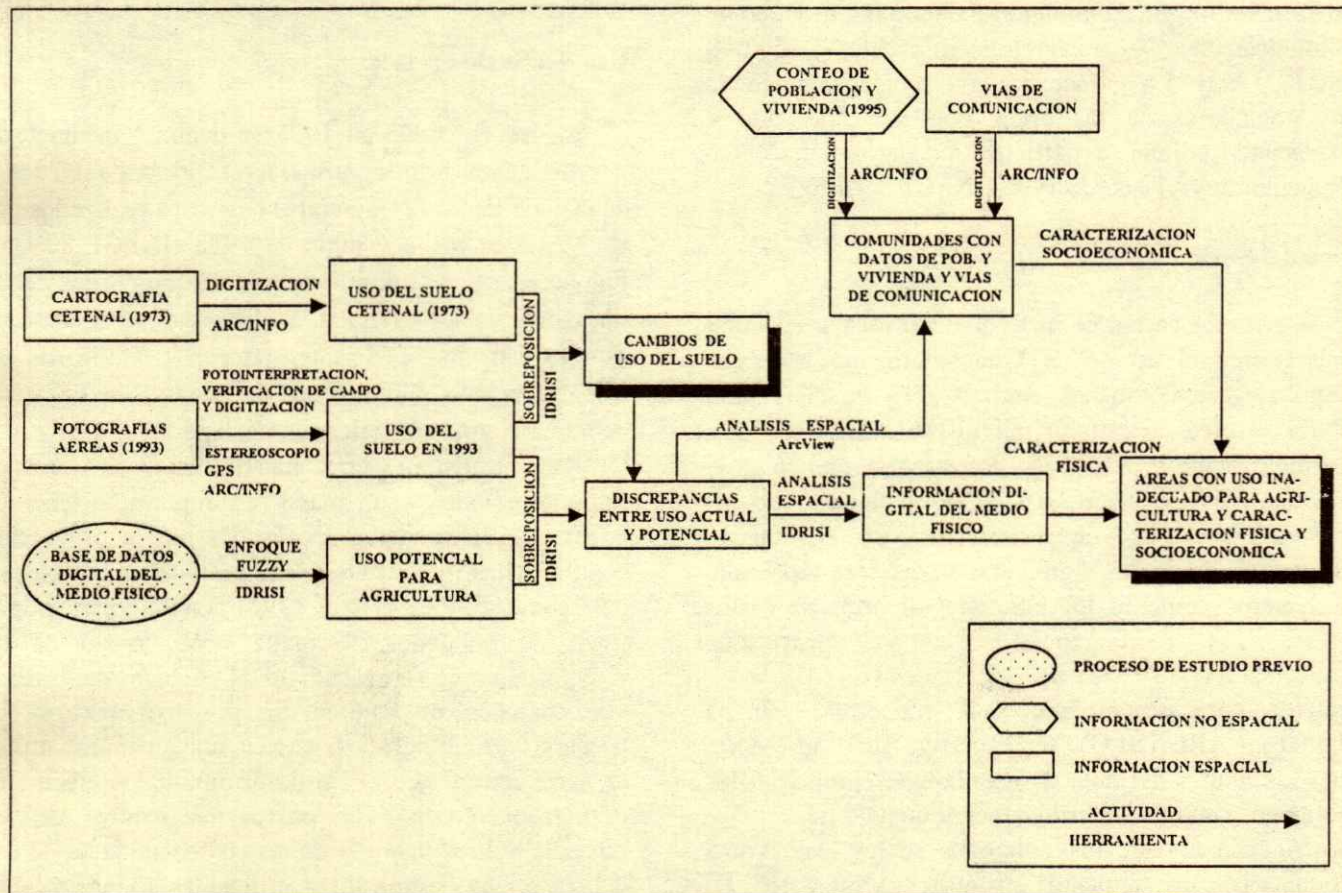 CONTEO DE
POBLACION Y
VIVIENDA (1995)
VIAS DE
COMUNICACION
DIGITIZACION
ARC/INFO
DIGITIZACION
ARC/INFO
COMUNIDADES CON
DATOS DE POB. Y
VIVIENDA Y VIAS
DE COMUNICACION
CARACTERIZACION
SOCIOECONOMICA
CARTOGRAFIA
CETENAL (1973)
DIGITIZACION
ARC/INFO
USO DEL SUELO
CETENAL (1973)
SOBREPOSICION
IDRISI
CAMBIOS DE
USO DEL SUELO
FOTOGRAFIAS
AEREAS (1993)
FOTOINTERPRETACION,
VERIFICACION DE CAMPO
Y DIGITIZACION
ESTEREOSCOPIO
GPS
ARC/INFO
USO DEL
SUELO EN 1993
SOBREPOSICION
IDRISI
ANALISIS ESPACIAL
ArcView
DISCREPANCIAS
ENTRE USO ACTUAL
Y POTENCIAL
ANALISIS
ESPACIAL
IDRISI
INFORMACION DI-
GITAL DEL MEDIO
FISICO
CARACTERIZACION
FISICA
AREAS CON USO INA-
DECUADO PARA AGRI-
CULTURA Y CARAC-
TERIZACION FISICA Y
SOCIOECONOMICA
BASE DE DATOS
DIGITAL DEL
MEDIO FISICO
ENFOQUE
FUZZY
IDRISI
USO POTENCIAL
PARA
AGRICULTURA
PROCESO DE ESTUDIO PREVIO
INFORMACION NO ESPACIAL
INFORMACION ESPACIAL
ACTIVIDAD
HERRAMIENTA